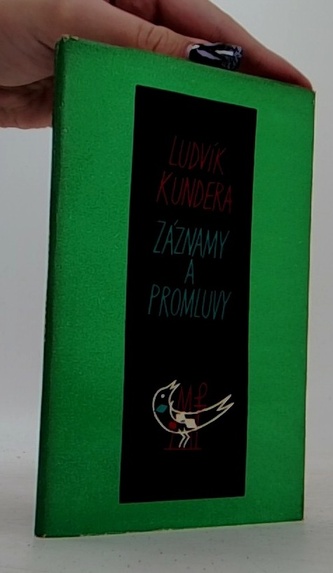 LUDVÍK
KUNDERA
ZÁZNAMY
A
PROMLUVY